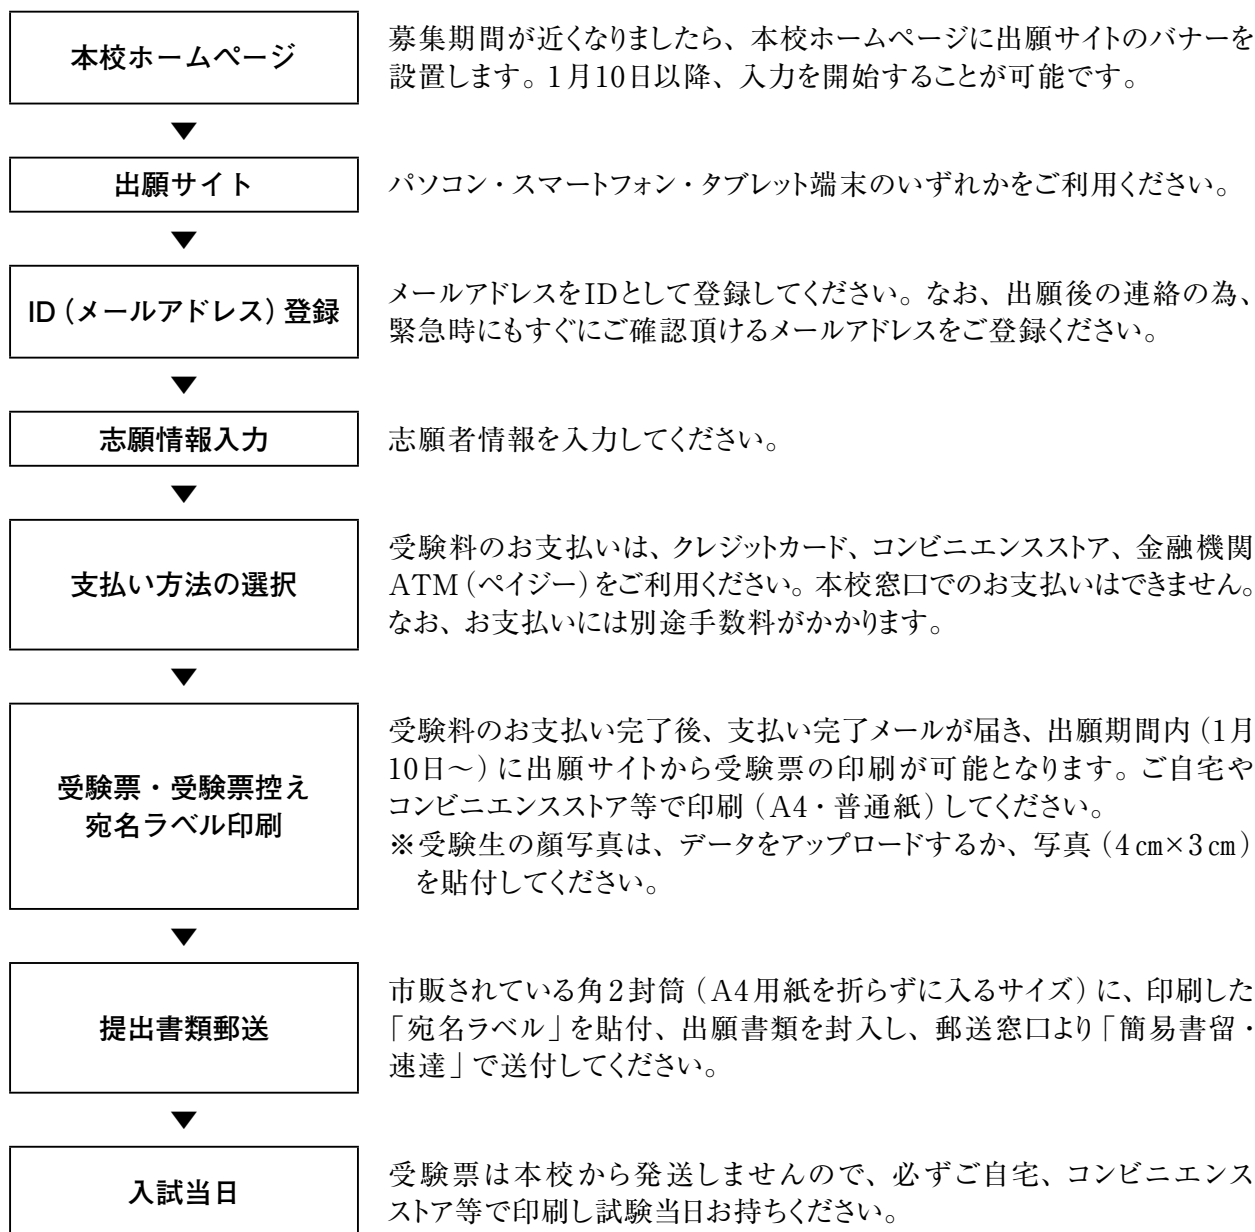 本校ホームページ
募集期間が近くなりましたら、本校ホームページに出願サイトのバナーを
設置します。1月10日以降、入力を開始することが可能です。
▼
出願サイト
パソコン・スマートフォン・タブレット端末のいずれかをご利用ください。
▼
ID（メールアドレス）登録
メールアドレスをIDとして登録してください。なお、出願後の連絡の為、
緊急時にもすぐにご確認頂けるメールアドレスをご登録ください。
▼
志願情報入力
志願者情報を入力してください。
▼
支払い方法の選択
受験料のお支払いは、クレジットカード、コンビニエンスストア、金融機関
ATM（ペイジー）をご利用ください。本校窓口でのお支払いはできません。
なお、お支払いには別途手数料がかかります。
▼
受験票・受験票控え
宛名ラベル印刷
受験料のお支払い完了後、支払い完了メールが届き、出願期間内（1月
10日～）に出願サイトから受験票の印刷が可能となります。ご自宅や
コンビニエンスストア等で印刷（A4・普通紙）してください。
※受験生の顔写真は、データをアップロードするか、写真（4㎝×3㎝）
を貼付してください。
▼
提出書類郵送
市販されている角2封筒（A4用紙を折らずに入るサイズ）に、印刷した
「宛名ラベル」を貼付、出願書類を封入し、郵送窓口より「簡易書留・
速達」で送付してください。
▼
入試当日
受験票は本校から発送しませんので、必ずご自宅、コンビニエンス
ストア等で印刷し試験当日お持ちください。